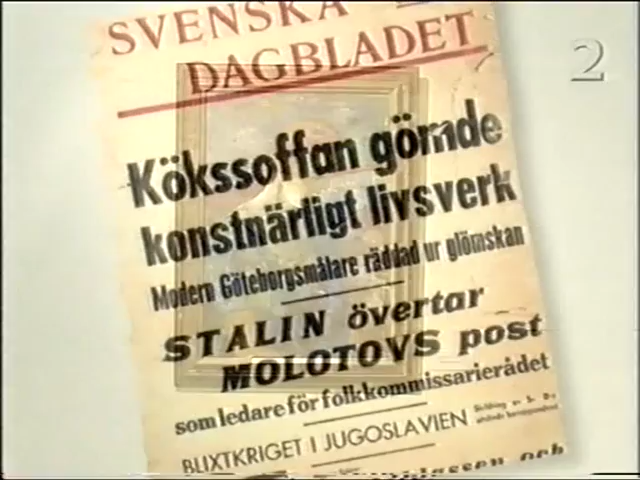 SVENSKA
DAGBLADET
2
Kökssoffan gömde
konstnärligt livsverk
Modern Göteborgsmålare räddad ur glömskan
STALIN övertar
MOLOTOVS post
som ledare för folkkommissarierådet
BLIXTKRIGET I JUGOSLAVIEN
och